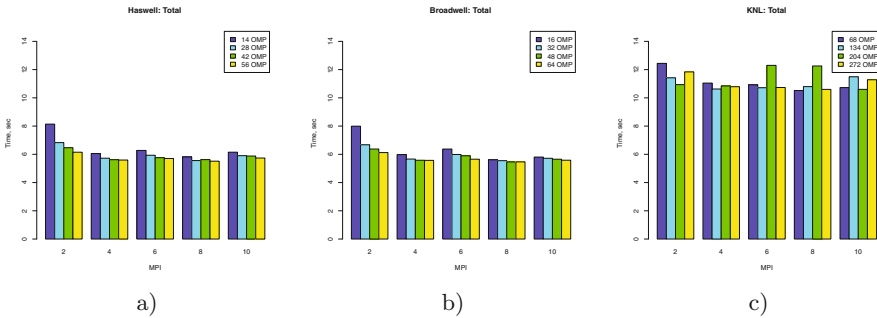 Haswell: Total
14
12
10
8
6
4
2
0
Time, sec
14 OMP
28 OMP
42 OMP
56 OMP
2 4 6 8 10
MPI
a)
Broadwell: Total
14
12
10
8
6
4
2
0
Time, sec
16 OMP
32 OMP
48 OMP
64 OMP
2 4 6 8 10
MPI
b)
KNL: Total
14
12
10
8
6
4
2
0
Time, sec
68 OMP
134 OMP
204 OMP
272 OMP
2 4 6 8 10
MPI
c)